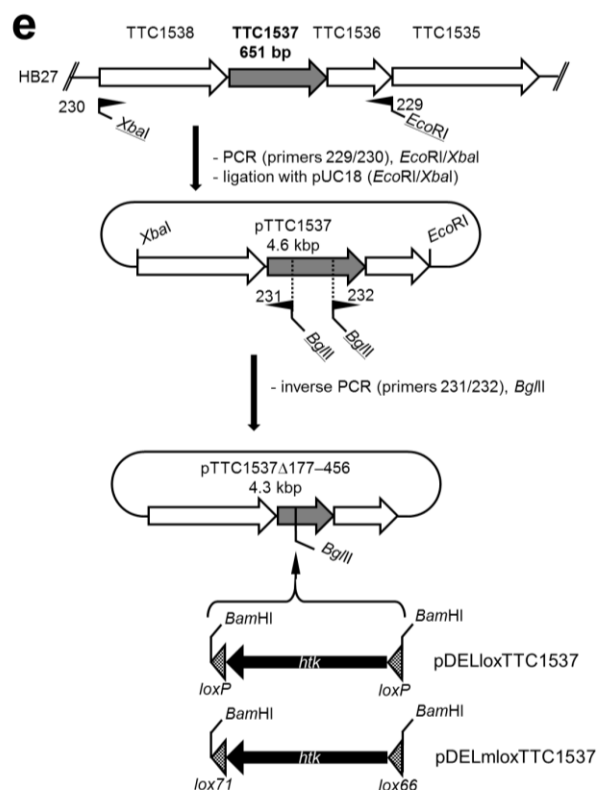 e
TTC1538 TTC1537 TTC1536 TTC1535
651 bp
HB27
230 229
XbaI EcoRI
- PCR (primers 229/230), EcoRI/XbaI
- ligation with pUC18 (EcoRI/XbaI)
XbaI pTTC1537 EcoRI
4.6 kbp
231 232
BglII BglII
- inverse PCR (primers 231/232), BglII
pTTC1537Δ177–456
4.3 kbp
BglII
BamHI BamHI
htk pDELloxTTC1537
loxP loxP
BamHI BamHI
htk pDELmloxTTC1537
lox71 lox66